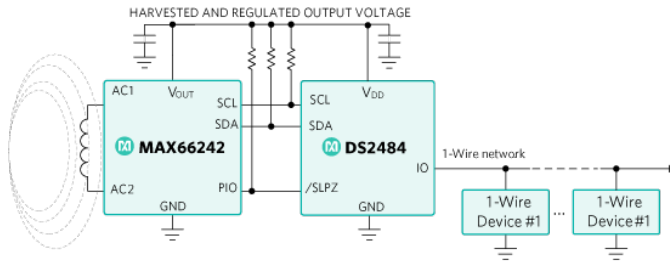 HARVESTED AND REGULATED OUTPUT VOLTAGE
AC1
VOUT
SCL
SDA
MAX66242
AC2
PIO
GND
VDD
SCL
SDA
DS2484
IO
/SLPZ
GND
1-Wire network
1-Wire
Device #1
...
1-Wire
Device #1